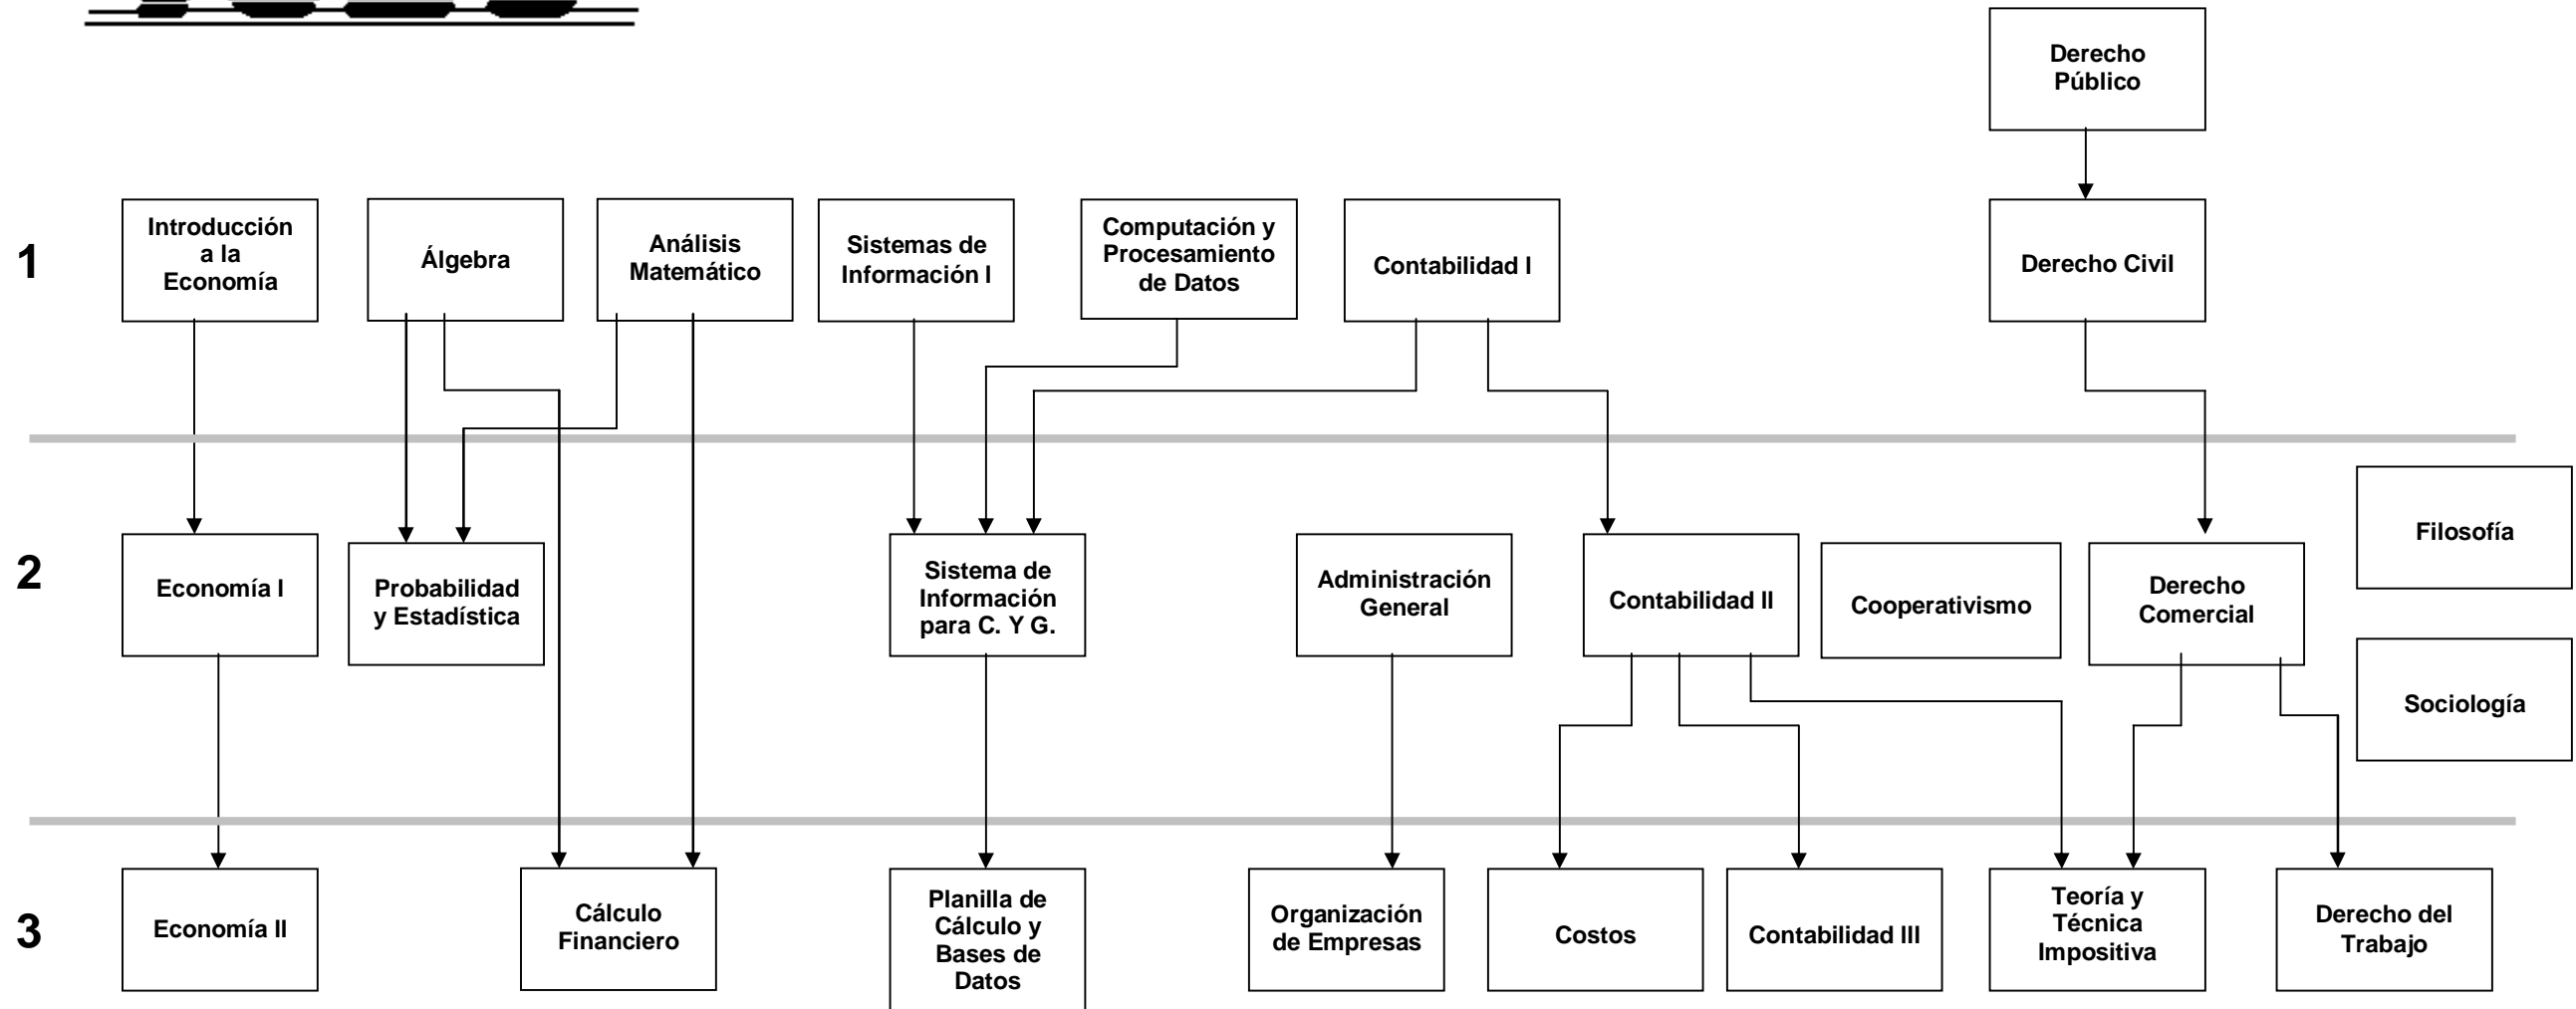 Derecho
Público
1
Introducción
a la
Economía
Álgebra
Análisis
Matemático
Sistemas de
Información I
Computación y
Procesamiento
de Datos
Contabilidad I
Derecho Civil
2
Economía I
Probabilidad
y Estadística
Sistema de
Información
para C. Y G.
Administración
General
Contabilidad II
Cooperativismo
Derecho
Comercial
Filosofía
Sociología
3
Economía II
Cálculo
Financiero
Planilla de
Cálculo y
Bases de
Datos
Organización
de Empresas
Costos
Contabilidad III
Teoría y
Técnica
Impositiva
Derecho del
Trabajo